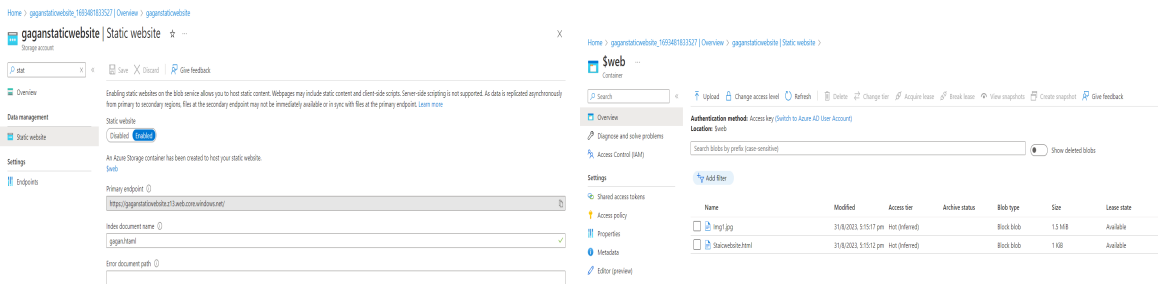 Home > gaganstaticwebsite_1693481833527 | Overview > gaganstaticwebsite
gaganstaticwebsite | Static website ☆ ...
Storage account
stat
Overview
Data management
Static website
Settings
Endpoints
Save Discard Give feedback
Enabling static websites on the blob service allows you to host static content. Webpages may include static content and client-side scripts. Server-side scripting is not supported. As data is replicated asynchronously
from primary to secondary regions, files at the secondary endpoint may not be immediately available or in sync with files at the primary endpoint. Learn more
Static website
Disabled Enabled
An Azure Storage container has been created to host your static website.
$web
Primary endpoint
https://gaganstaticwebsite.z13.web.core.windows.net/
Index document name
gagan.html
Error document path
Home > gaganstaticwebsite_1693481833527 | Overview > gaganstaticwebsite | Static website >
$web ...
Container
Search
Overview
Diagnose and solve problems
Access Control (IAM)
Settings
Shared access tokens
Access policy
Properties
Metadata
Editor (preview)
Upload Change access level Refresh Delete Change tier Acquire lease Break lease View snapshots Create snapshot Give feedback
Authentication method: Access key (Switch to Azure AD User Account)
Location: $web
Search blobs by prefix (case-sensitive)
Show deleted blobs
Add filter
Name Modified Access tier Archive status Blob type Size Lease state
Img1.jpg 31/8/2023, 5:15:17 pm Hot (Inferred) Block blob 1.5 MiB Available
Staicwebsite.html 31/8/2023, 5:15:12 pm Hot (Inferred) Block blob 1 KiB Available